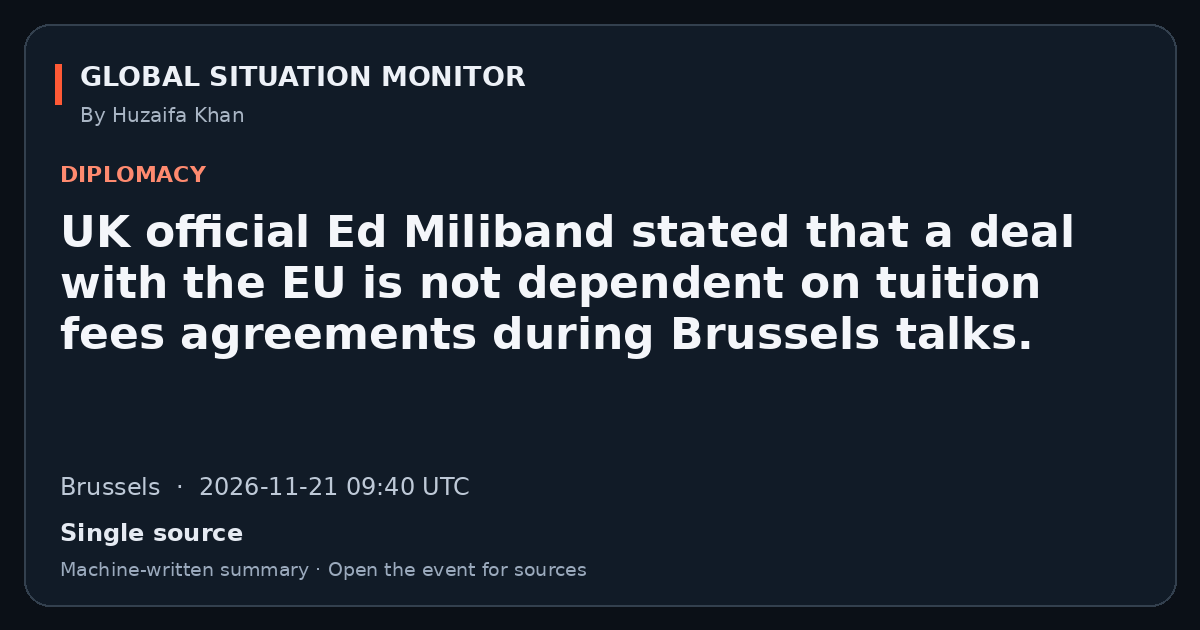 GLOBAL SITUATION MONITOR
By Huzaifa Khan
DIPLOMACY
UK official Ed Miliband stated that a deal
with the EU is not dependent on tuition
fees agreements during Brussels talks.
Brussels · 2026-11-21 09:40 UTC
Single source
Machine-written summary · Open the event for sources